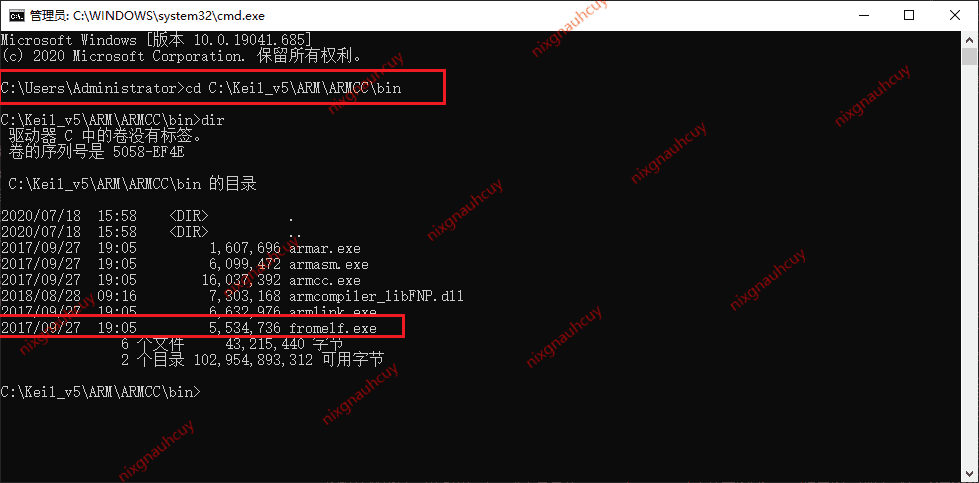 管理员: C:\WINDOWS\system32\cmd.exe
Microsoft Windows [版本 10.0.19041.685]
(c) 2020 Microsoft Corporation. 保留所有权利。
C:\Users\Administrator>cd C:\Keil_v5\ARM\ARMCC\bin
C:\Keil_v5\ARM\ARMCC\bin>dir
驱动器 C 中的卷没有标签。
卷的序列号是 5058-EF4E
C:\Keil_v5\ARM\ARMCC\bin 的目录
2020/07/18  15:58    <DIR>          .
2020/07/18  15:58    <DIR>          ..
2017/09/27  19:05         1,607,696 armar.exe
2017/09/27  19:05         6,099,472 armasm.exe
2017/09/27  19:05        16,037,392 armcc.exe
2018/08/28  09:16         7,303,168 armcompiler_libFNP.dll
2017/09/27  19:05         6,632,976 armlink.exe
2017/09/27  19:05         5,534,736 fromelf.exe
6 个文件     43,215,440 字节
2 个目录 102,954,893,312 可用字节
C:\Keil_v5\ARM\ARMCC\bin>
nixgnauhcuy
nixgnauhcuy
nixgnauhcuy
nixgnauhcuy
nixgnauhcuy
nixgnauhcuy
nixgnauhcuy
nixgnauhcuy
nixgnauhcuy
nixgnauhcuy
nixgnauhcuy